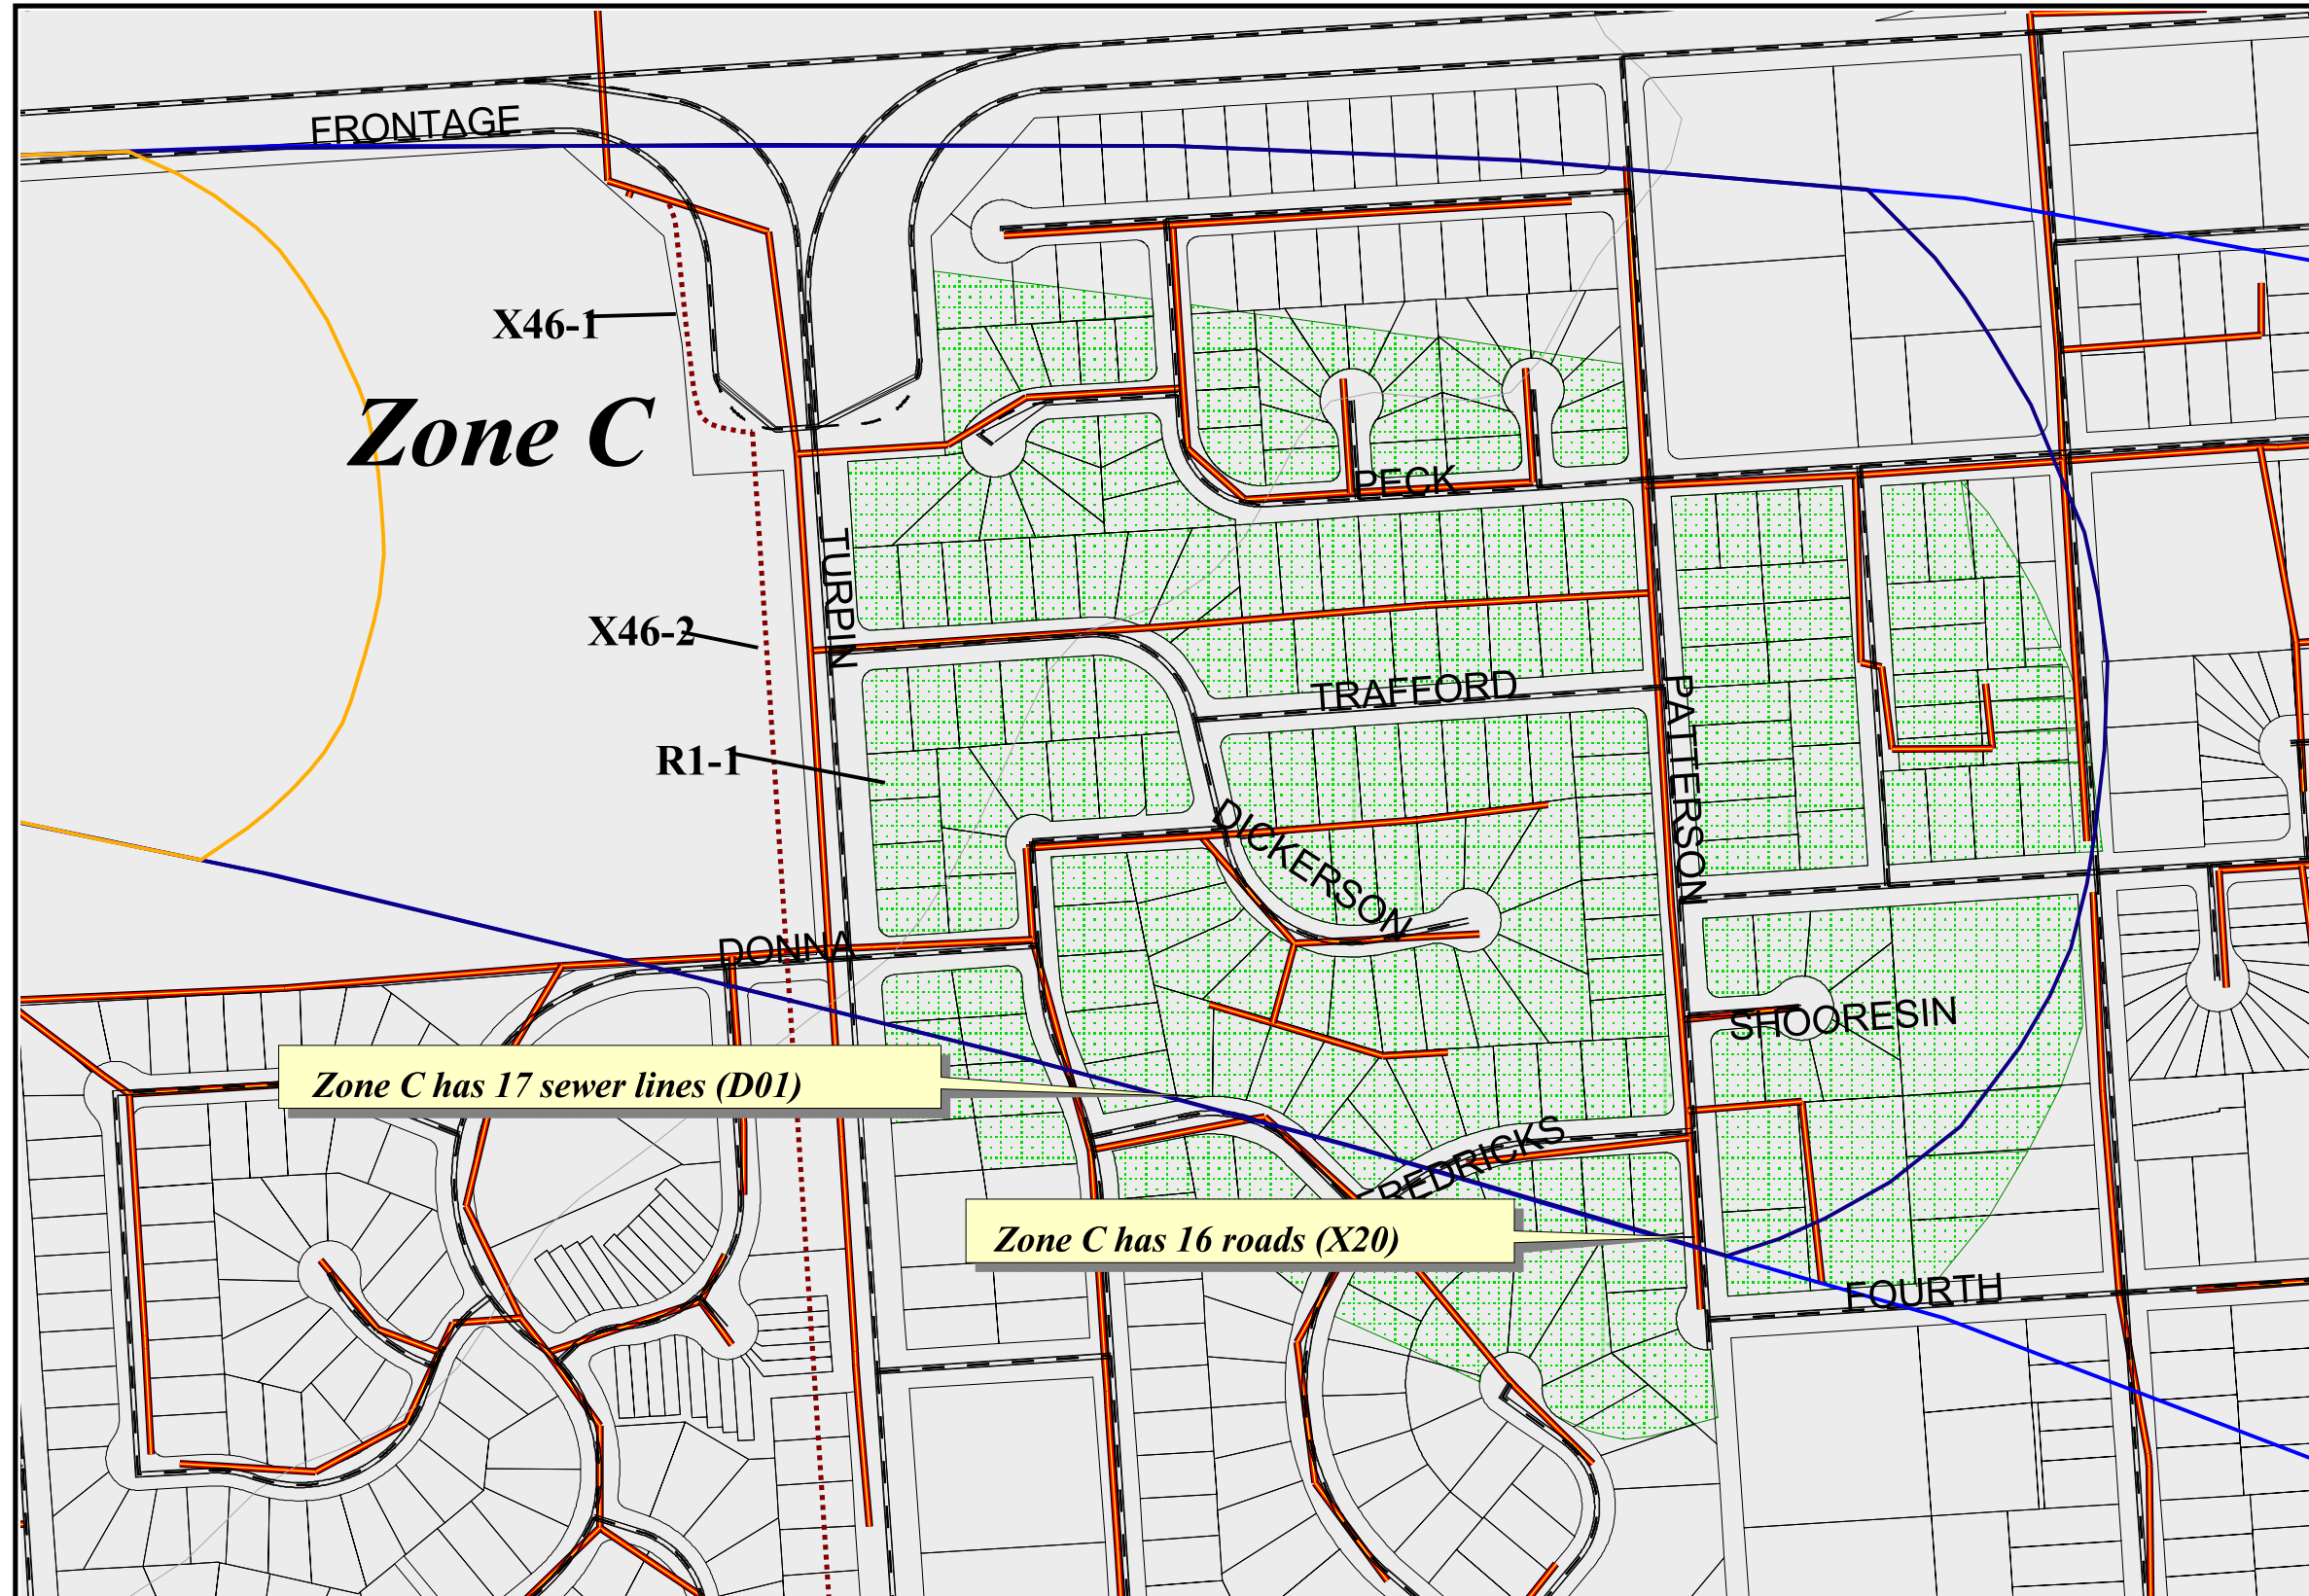 FRONTAGE
X46-1
Zone C
PECK
TURPIN
X46-2
TRAFFORD
PATTERSON
R1-1
DICKERSON
DONNA
SHOORESIN
Zone C has 17 sewer lines (D01)
FREDRICKS
Zone C has 16 roads (X20)
FOURTH